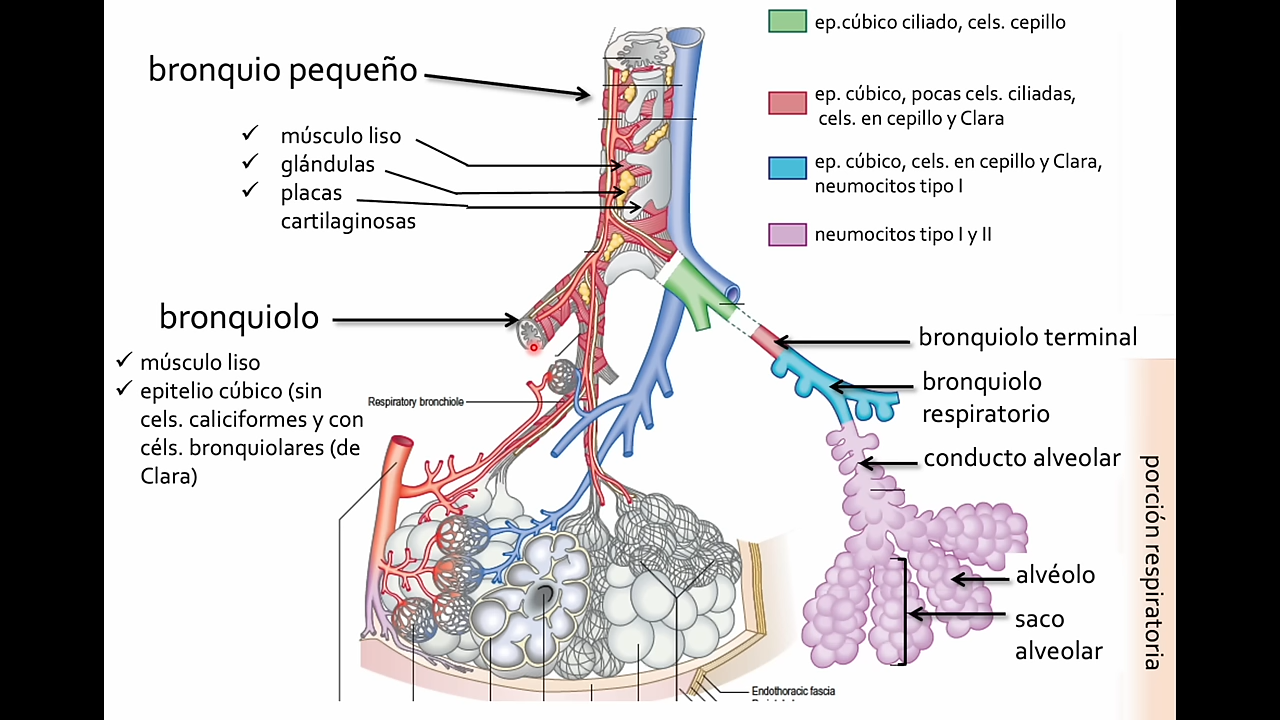 bronquio pequeño
músculo liso
glándulas
placas
cartilaginosas
bronquiolo
músculo liso
epitelio cúbico (sin
cels. caliciformes y con
céls. bronquiolares (de
Clara)
Respiratory bronchiole
Endothoracic fascia
ep.cúbico ciliado, cels. cepillo
ep. cúbico, pocas cels. ciliadas,
cels. en cepillo y Clara
ep. cúbico, cels. en cepillo y Clara,
neumocitos tipo I
neumocitos tipo I y II
bronquiolo terminal
bronquiolo
respiratorio
conducto alveolar
alvéolo
saco
alveolar
porción respiratoria